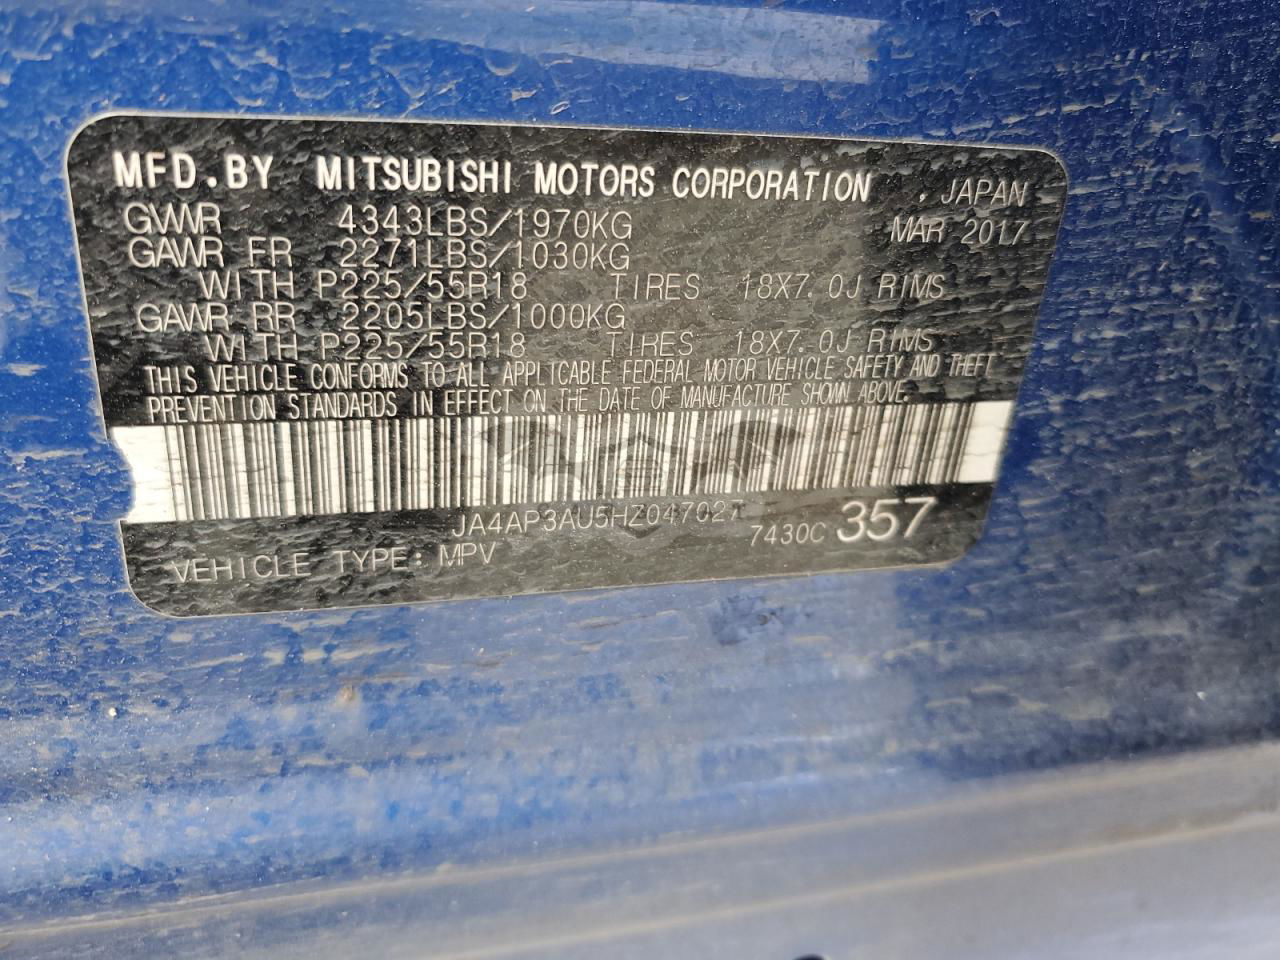 MFD.BY MITSUBISHI MOTORS CORPORATION , JAPAN
GVWR 4343LBS/1970KG MAR 2017
GAWR FR 2271LBS/1030KG
WITH P225/55R18 TIRES 18X7.0J RIMS
GAWR RR 2205LBS/1000KG
WITH P225/55R18 TIRES 18X7.0J RIMS
THIS VEHICLE CONFORMS TO ALL APPLICABLE FEDERAL MOTOR VEHICLE SAFETY AND THEFT
PREVENTION STANDARDS IN EFFECT ON THE DATE OF MANUFACTURE SHOWN ABOVE.
JA4AP3AU5HZ047027
7430C 357
VEHICLE TYPE: MPV